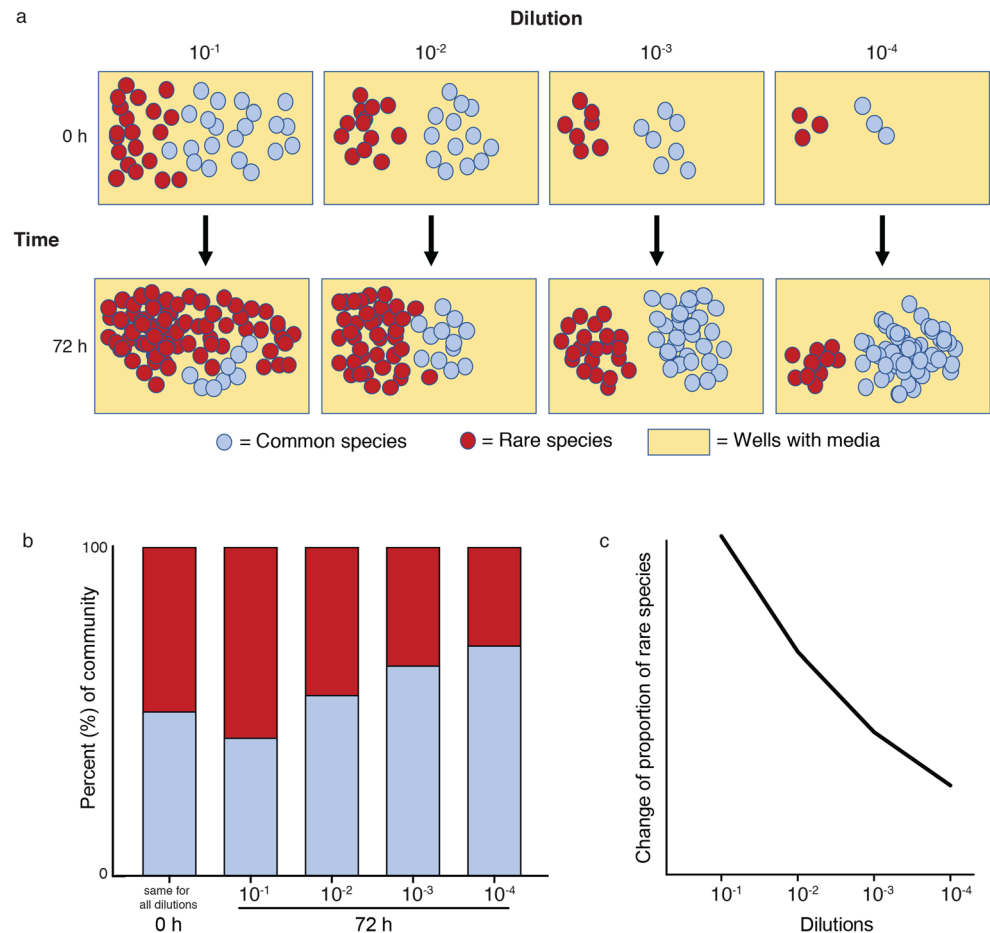 a
Dilution
10⁻¹ 10⁻² 10⁻³ 10⁻⁴
0 h
Time
72 h
= Common species = Rare species = Wells with media
b
Percent (%) of community
100
0
same for
all dilutions
10⁻¹ 10⁻² 10⁻³ 10⁻⁴
0 h 72 h
c
Change of proportion of rare species
10⁻¹ 10⁻² 10⁻³ 10⁻⁴
Dilutions